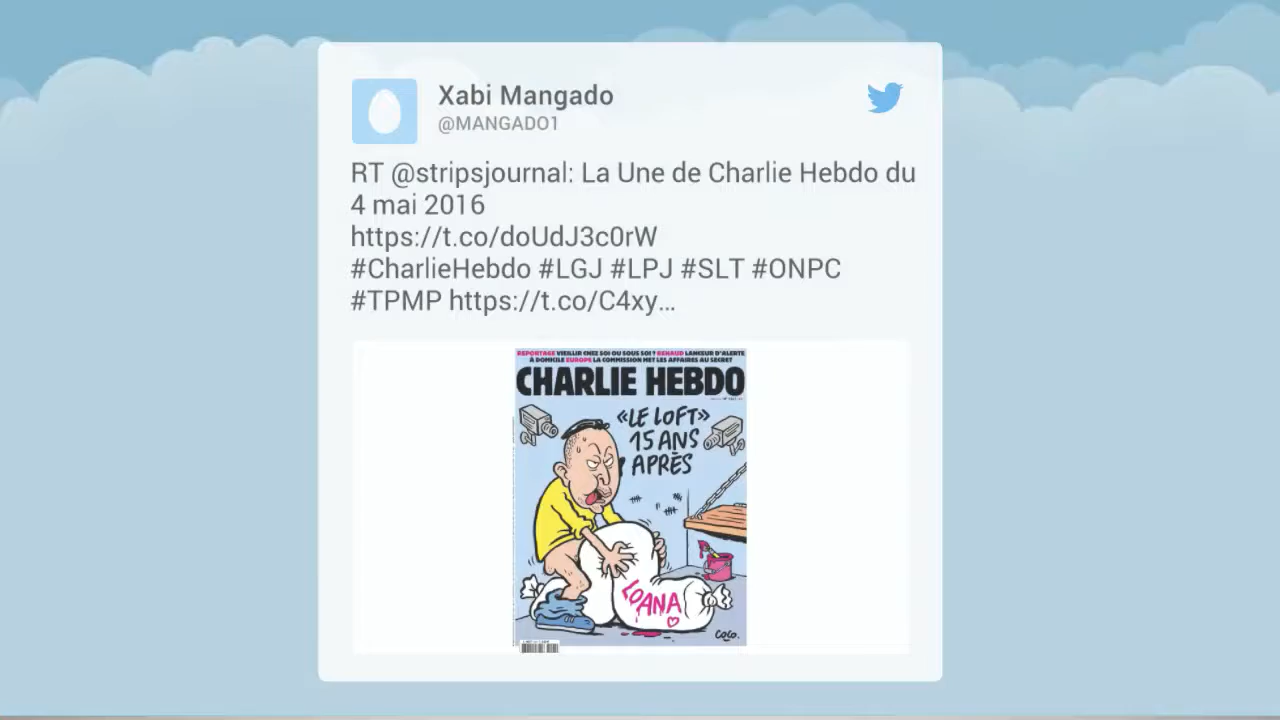 Xabi Mangado
@MANGADO1
RT @stripsjournal: La Une de Charlie Hebdo du
4 mai 2016
https://t.co/doUdJ3c0rW
#CharlieHebdo #LGJ #LPJ #SLT #ONPC
#TPMP https://t.co/C4xy…
REPORTAGE VIEILLIR CHEZ SOI OU SOUS SOI ? RENAUD LANCEUR D'ALERTE
À DOMICILE EUROPE LA COMMISSION MET LES AFFAIRES AU SECRET
CHARLIE HEBDO
«LE LOFT»
15 ANS
APRÈS
LOANA
COCO.